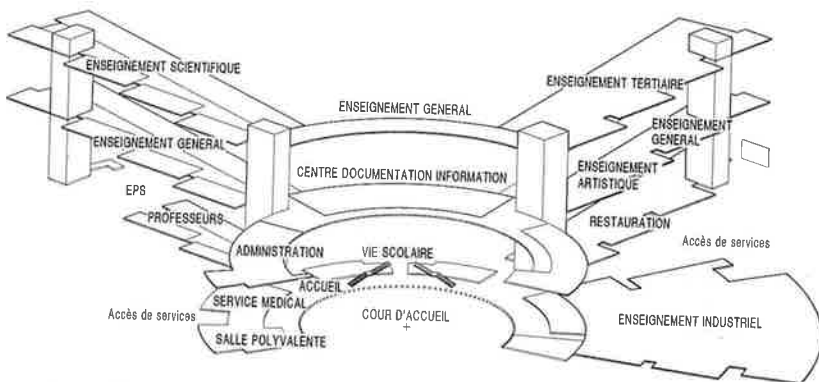 ENSEIGNEMENT SCIENTIFIQUE
ENSEIGNEMENT TERTIAIRE
ENSEIGNEMENT GENERAL
ENSEIGNEMENT GENERAL
ENSEIGNEMENT
GENERAL
CENTRE DOCUMENTATION INFORMATION
ENSEIGNEMENT
ARTISTIQUE
EPS
PROFESSEURS
RESTAURATION
Accès de services
ADMINISTRATION
VIE SCOLAIRE
ACCUEIL
SERVICE MEDICAL
Accès de services
COUR D'ACCUEIL
ENSEIGNEMENT INDUSTRIEL
SALLE POLYVALENTE